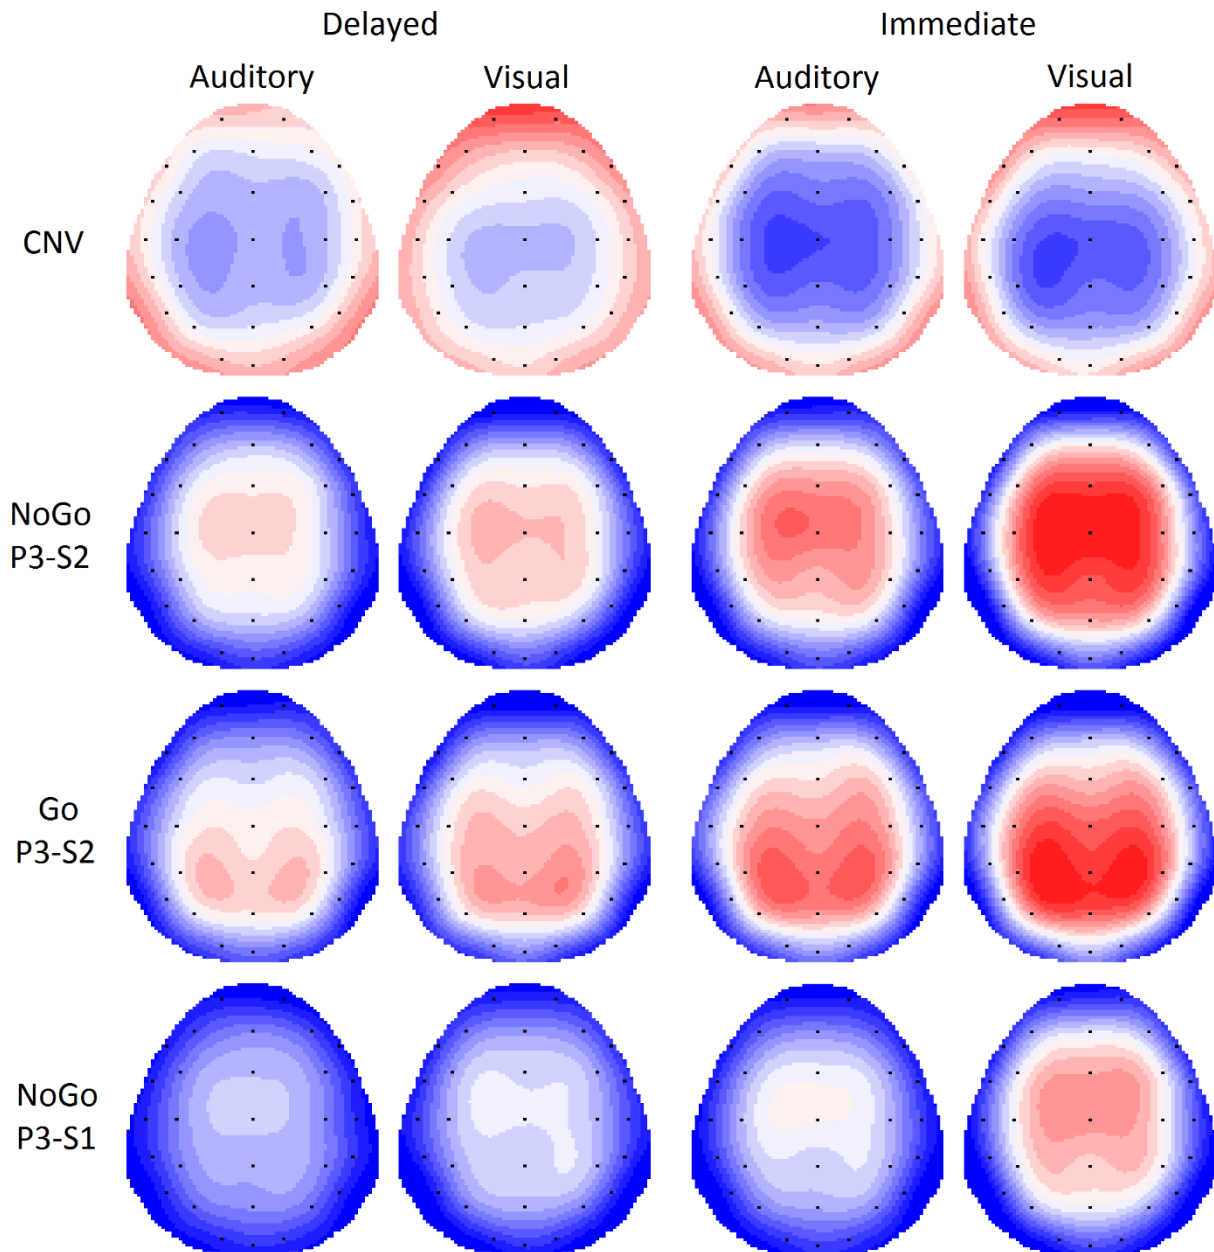 Delayed Immediate
Auditory Visual Auditory Visual
CNV
NoGo
P3-S2
Go
P3-S2
NoGo
P3-S1